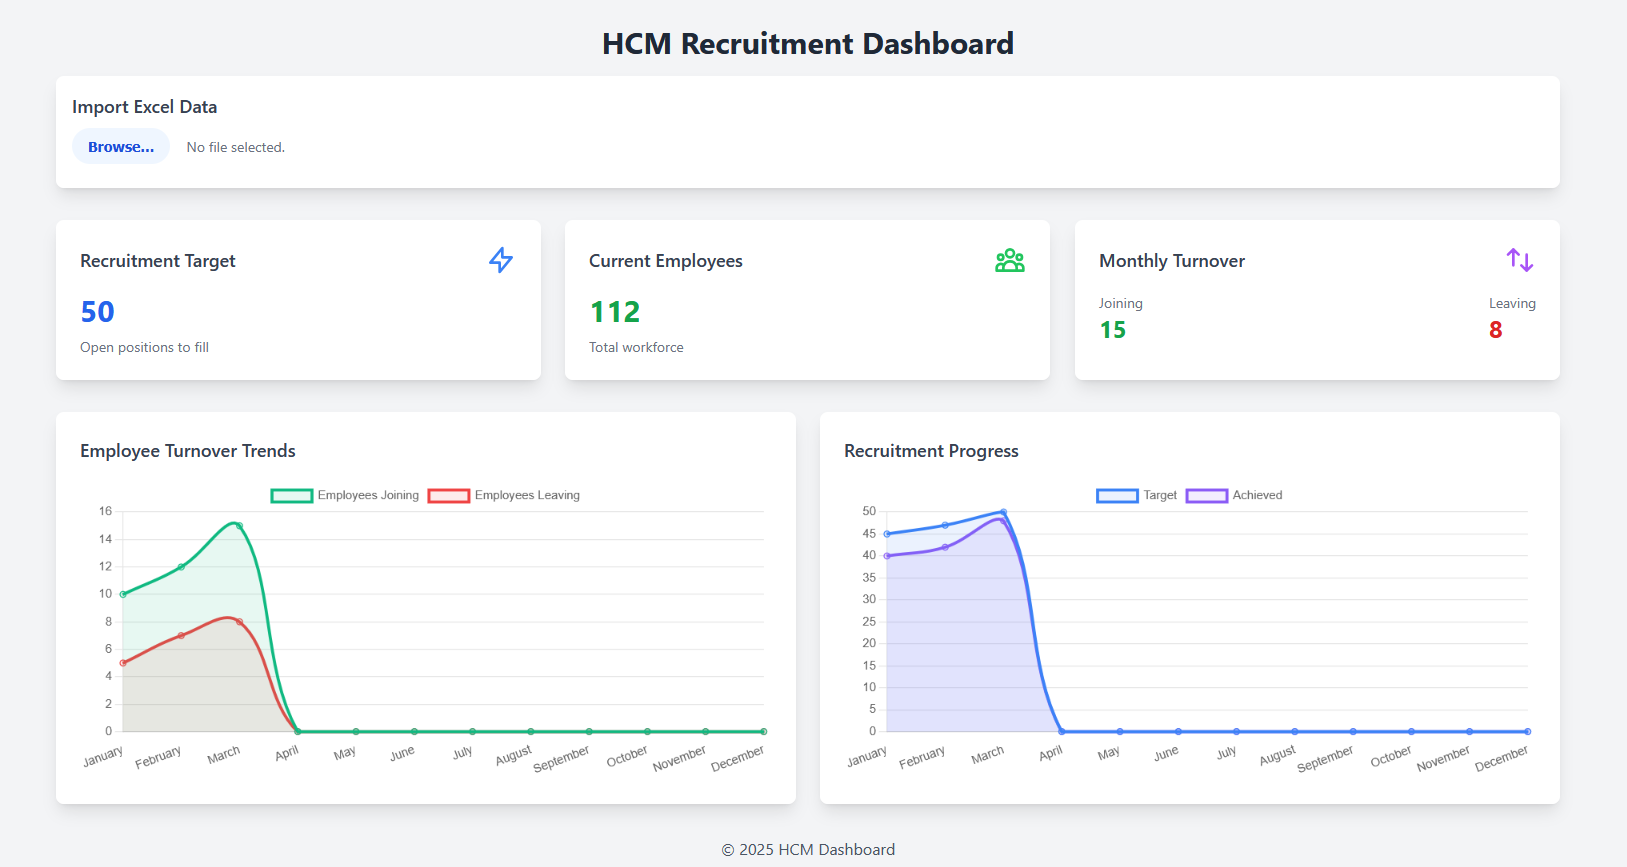 HCM Recruitment Dashboard
Import Excel Data
Browse... No file selected.
Recruitment Target
50
Open positions to fill
Current Employees
112
Total workforce
Monthly Turnover
Joining Leaving
15 8
Employee Turnover Trends
Employees Joining Employees Leaving
16
14
12
10
8
6
4
2
0
January February March April May June July August September October November December
Recruitment Progress
Target Achieved
50
45
40
35
30
25
20
15
10
5
0
January February March April May June July August September October November December
© 2025 HCM Dashboard